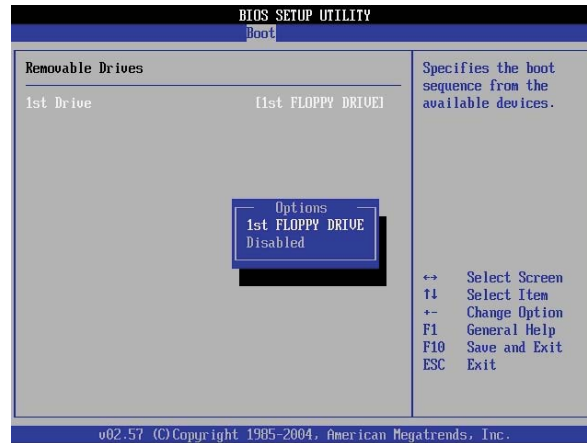 BIOS SETUP UTILITY
Boot
Removable Drives
1st Drive [1st FLOPPY DRIVE]
Options
1st FLOPPY DRIVE
Disabled
Specifies the boot
sequence from the
available devices.
↔ Select Screen
↑↓ Select Item
+- Change Option
F1 General Help
F10 Save and Exit
ESC Exit
v02.57 (C)Copyright 1985-2004, American Megatrends, Inc.